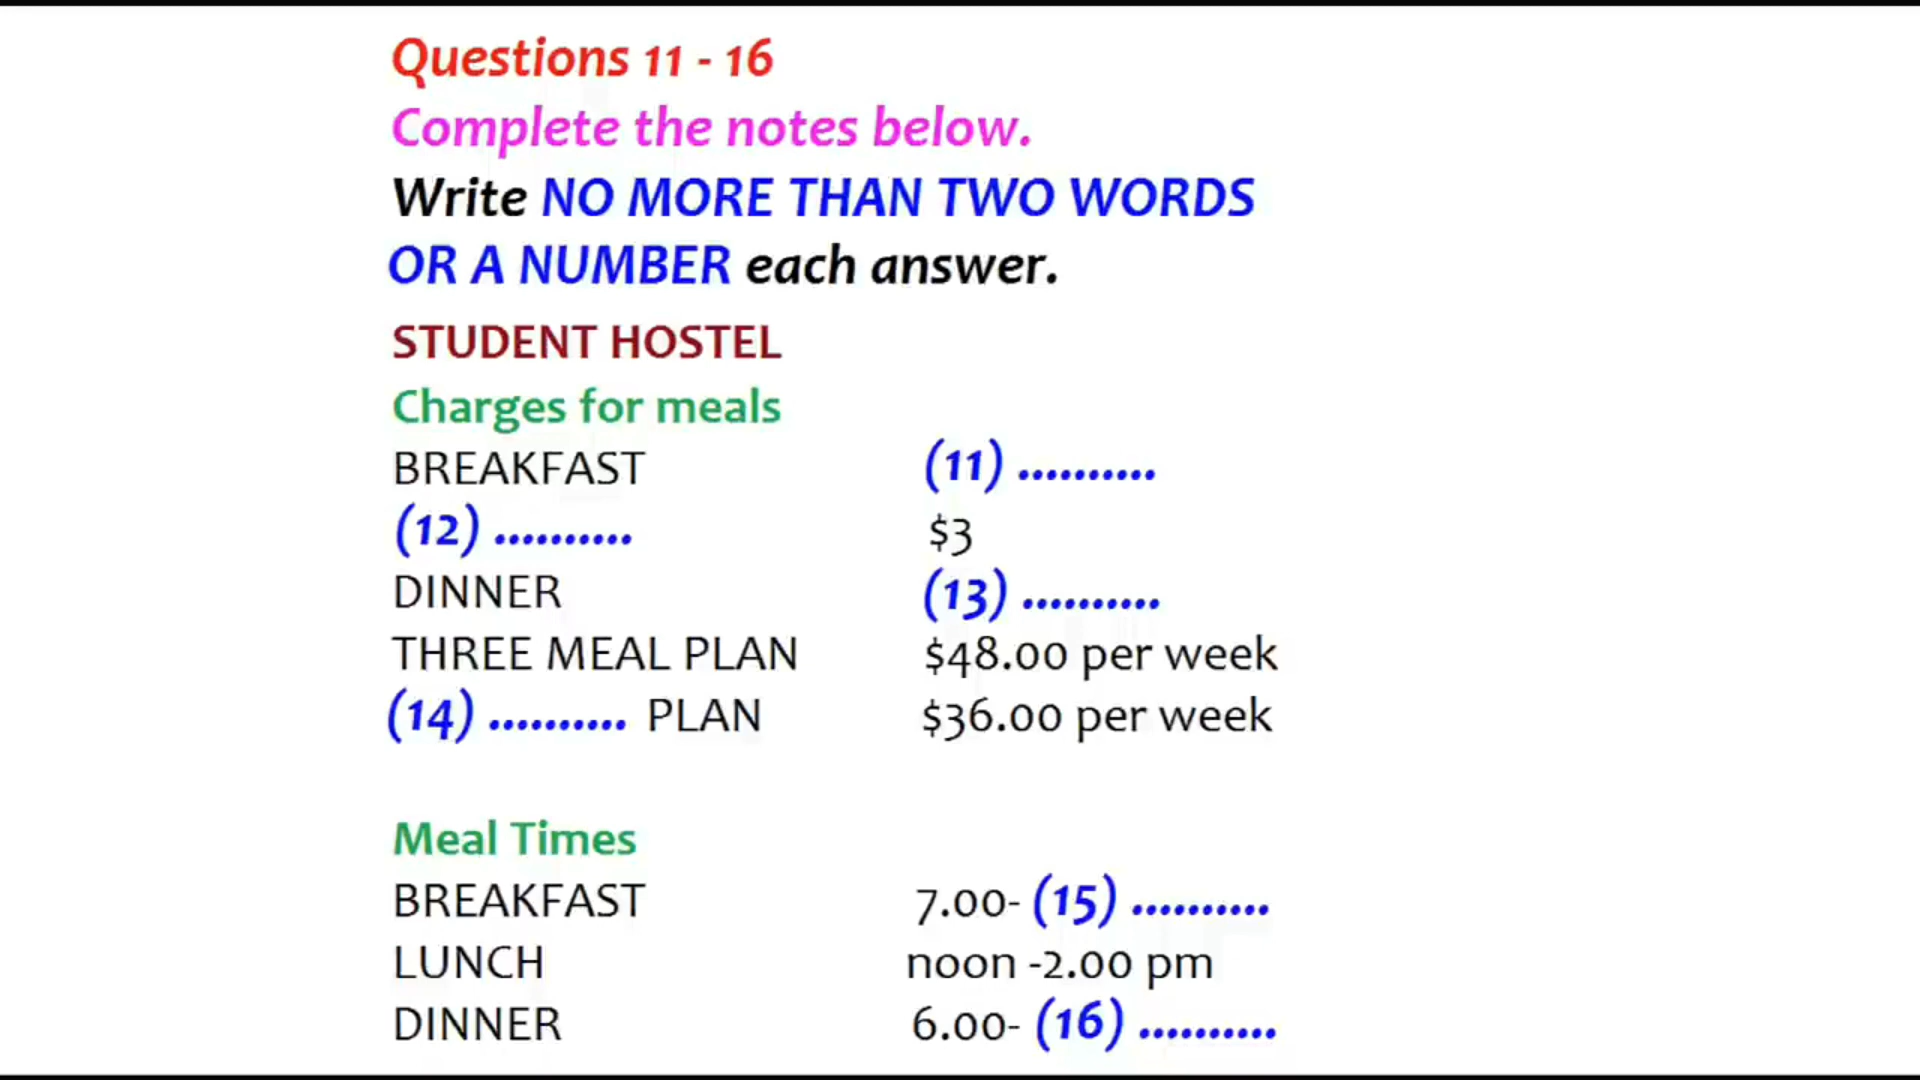 Questions 11 - 16
Complete the notes below.
Write NO MORE THAN TWO WORDS
OR A NUMBER each answer.
STUDENT HOSTEL
Charges for meals
BREAKFAST (11) ..........
(12) .......... $3
DINNER (13) ..........
THREE MEAL PLAN $48.00 per week
(14) .......... PLAN $36.00 per week
Meal Times
BREAKFAST 7.00- (15) ..........
LUNCH noon -2.00 pm
DINNER 6.00- (16) ..........